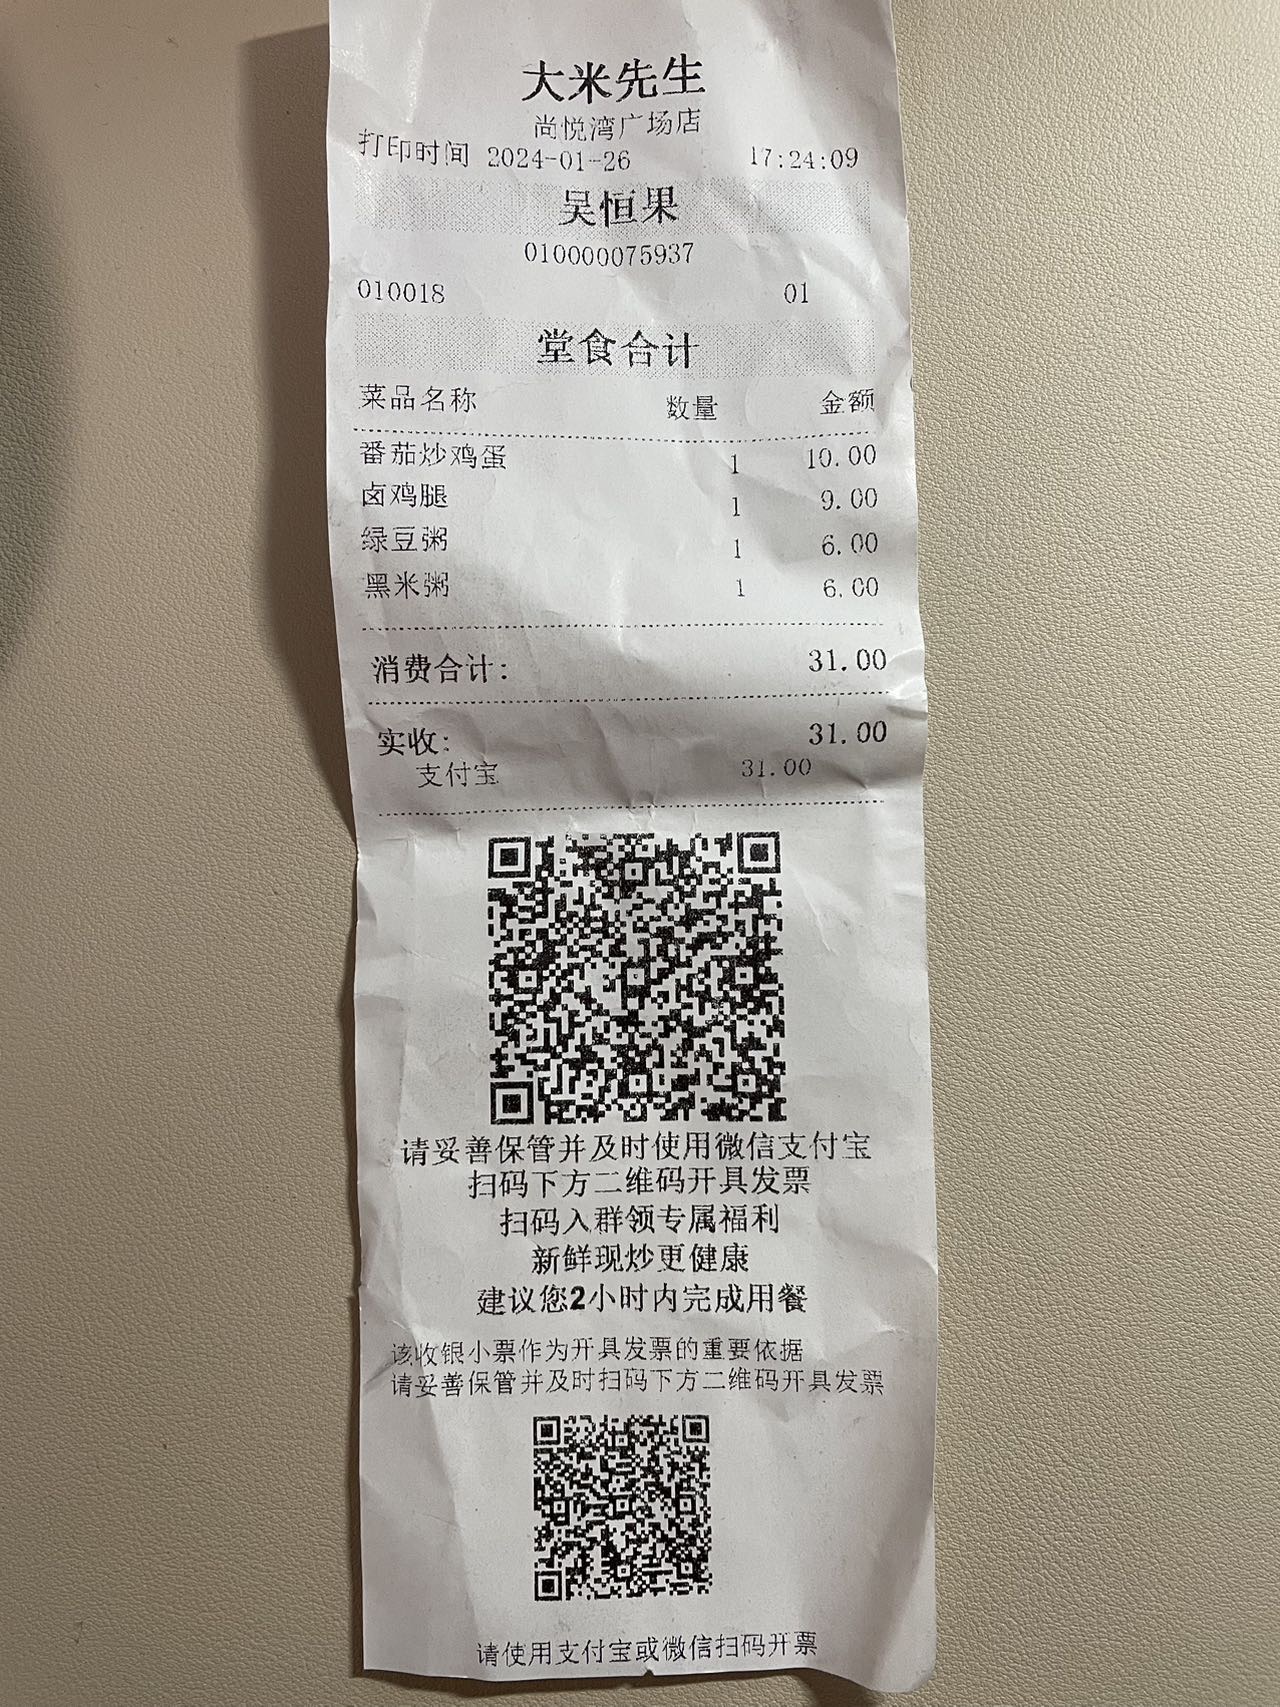 大米先生
尚悦湾广场店
打印时间 2024-01-26 17:24:09
吴恒果
010000075937
010018 01
堂食合计
菜品名称 数量 金额
番茄炒鸡蛋 1 10.00
卤鸡腿 1 9.00
绿豆粥 1 6.00
黑米粥 1 6.00
消费合计: 31.00
实收: 31.00
支付宝 31.00
请妥善保管并及时使用微信支付宝
扫码下方二维码开具发票
扫码入群领专属福利
新鲜现炒更健康
建议您2小时内完成用餐
该收银小票作为开具发票的重要依据
请妥善保管并及时扫码下方二维码开具发票
请使用支付宝或微信扫码开票